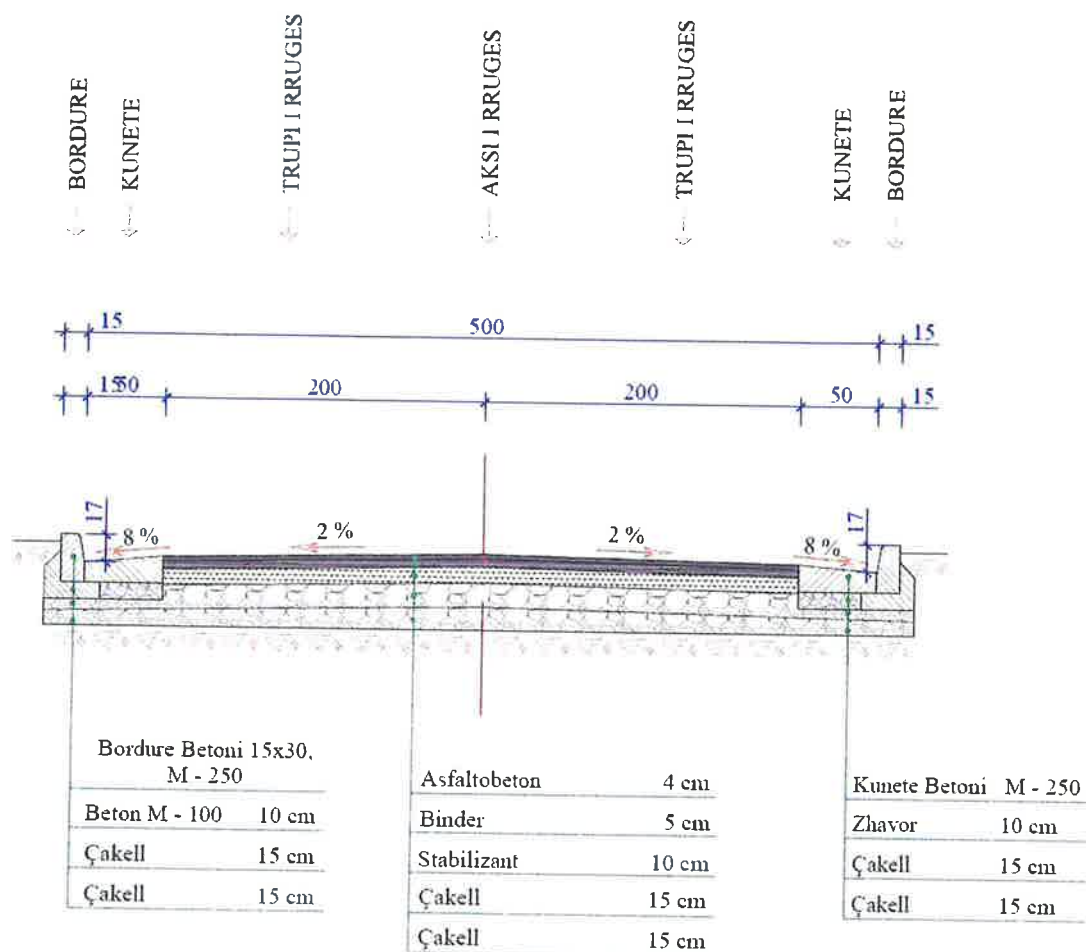 BORDURE
KUNETE
TRUPI I RRUGES
AKSI I RRUGES
TRUPI I RRUGES
KUNETE
BORDURE
15 500 15
15 50 200 200 50 15
17 8 % 2 % 2 % 8 % 17
Bordure Betoni 15x30,
M - 250
Beton M - 100 10 cm
Çakell 15 cm
Çakell 15 cm
Asfaltobeton 4 cm
Binder 5 cm
Stabilizant 10 cm
Çakell 15 cm
Çakell 15 cm
Kunete Betoni M - 250
Zhavor 10 cm
Çakell 15 cm
Çakell 15 cm